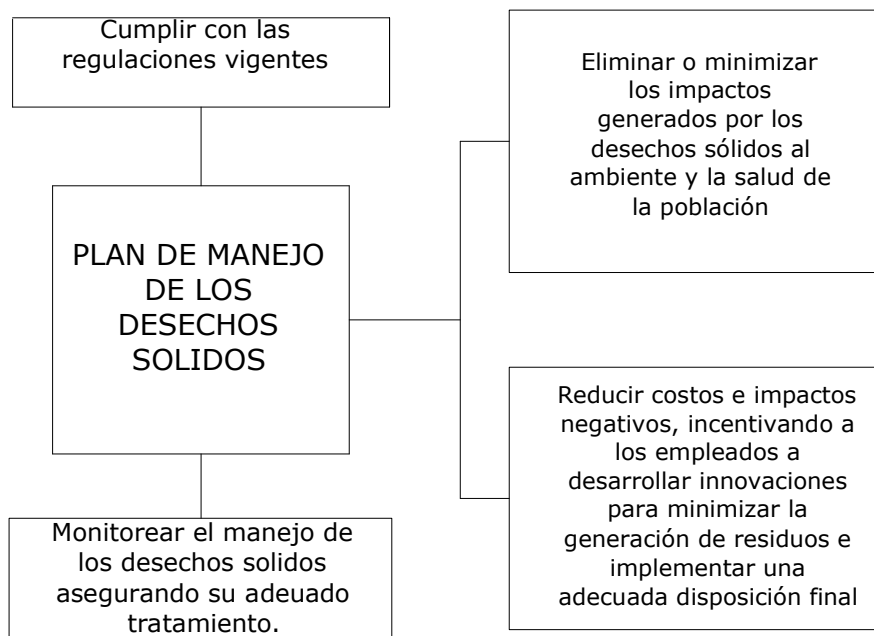 Cumplir con las
regulaciones vigentes
Eliminar o minimizar
los impactos
generados por los
desechos sólidos al
ambiente y la salud de
la población
PLAN DE MANEJO
DE LOS
DESECHOS
SOLIDOS
Reducir costos e impactos
negativos, incentivando a
los empleados a
desarrollar innovaciones
para minimizar la
generación de residuos e
implementar una
adecuada disposición final
Monitorear el manejo de
los desechos solidos
asegurando su adeuado
tratamiento.